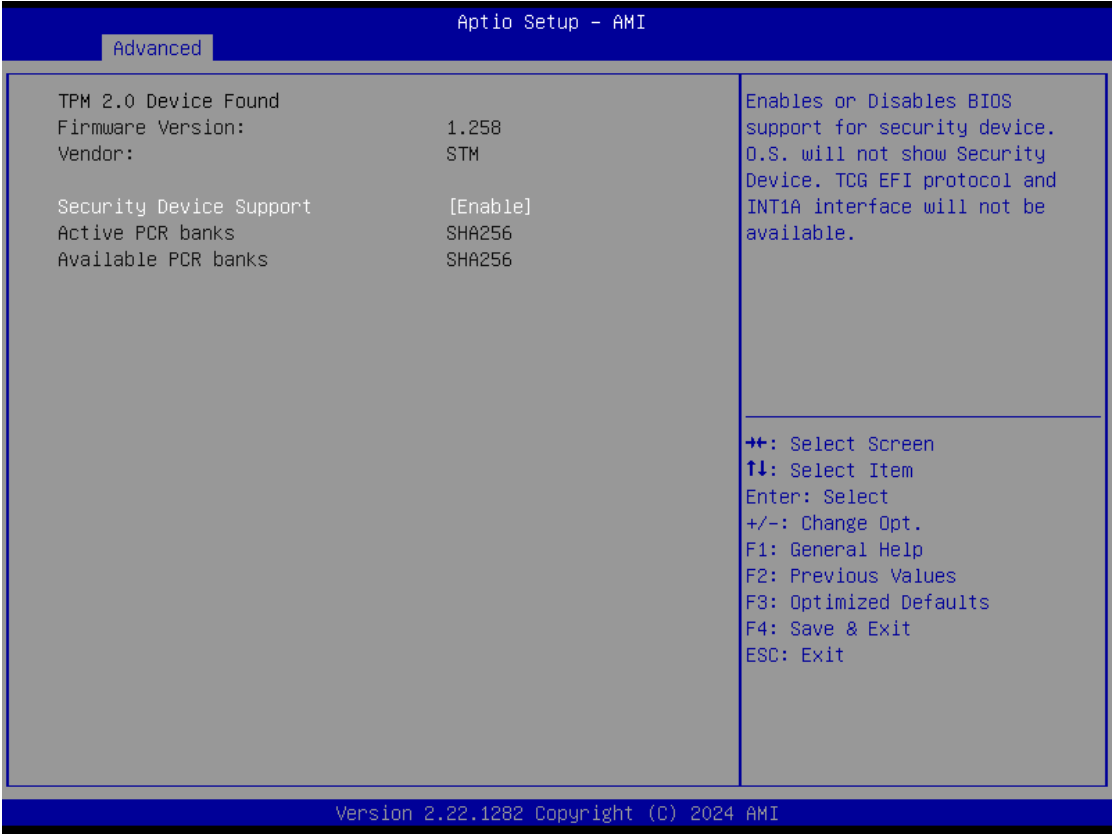 Aptio Setup – AMI
Advanced
TPM 2.0 Device Found
Firmware Version: 1.258
Vendor: STM
Security Device Support [Enable]
Active PCR banks SHA256
Available PCR banks SHA256
Enables or Disables BIOS
support for security device.
O.S. will not show Security
Device. TCG EFI protocol and
INT1A interface will not be
available.
→←: Select Screen
↑↓: Select Item
Enter: Select
+/-: Change Opt.
F1: General Help
F2: Previous Values
F3: Optimized Defaults
F4: Save & Exit
ESC: Exit
Version 2.22.1282 Copyright (C) 2024 AMI